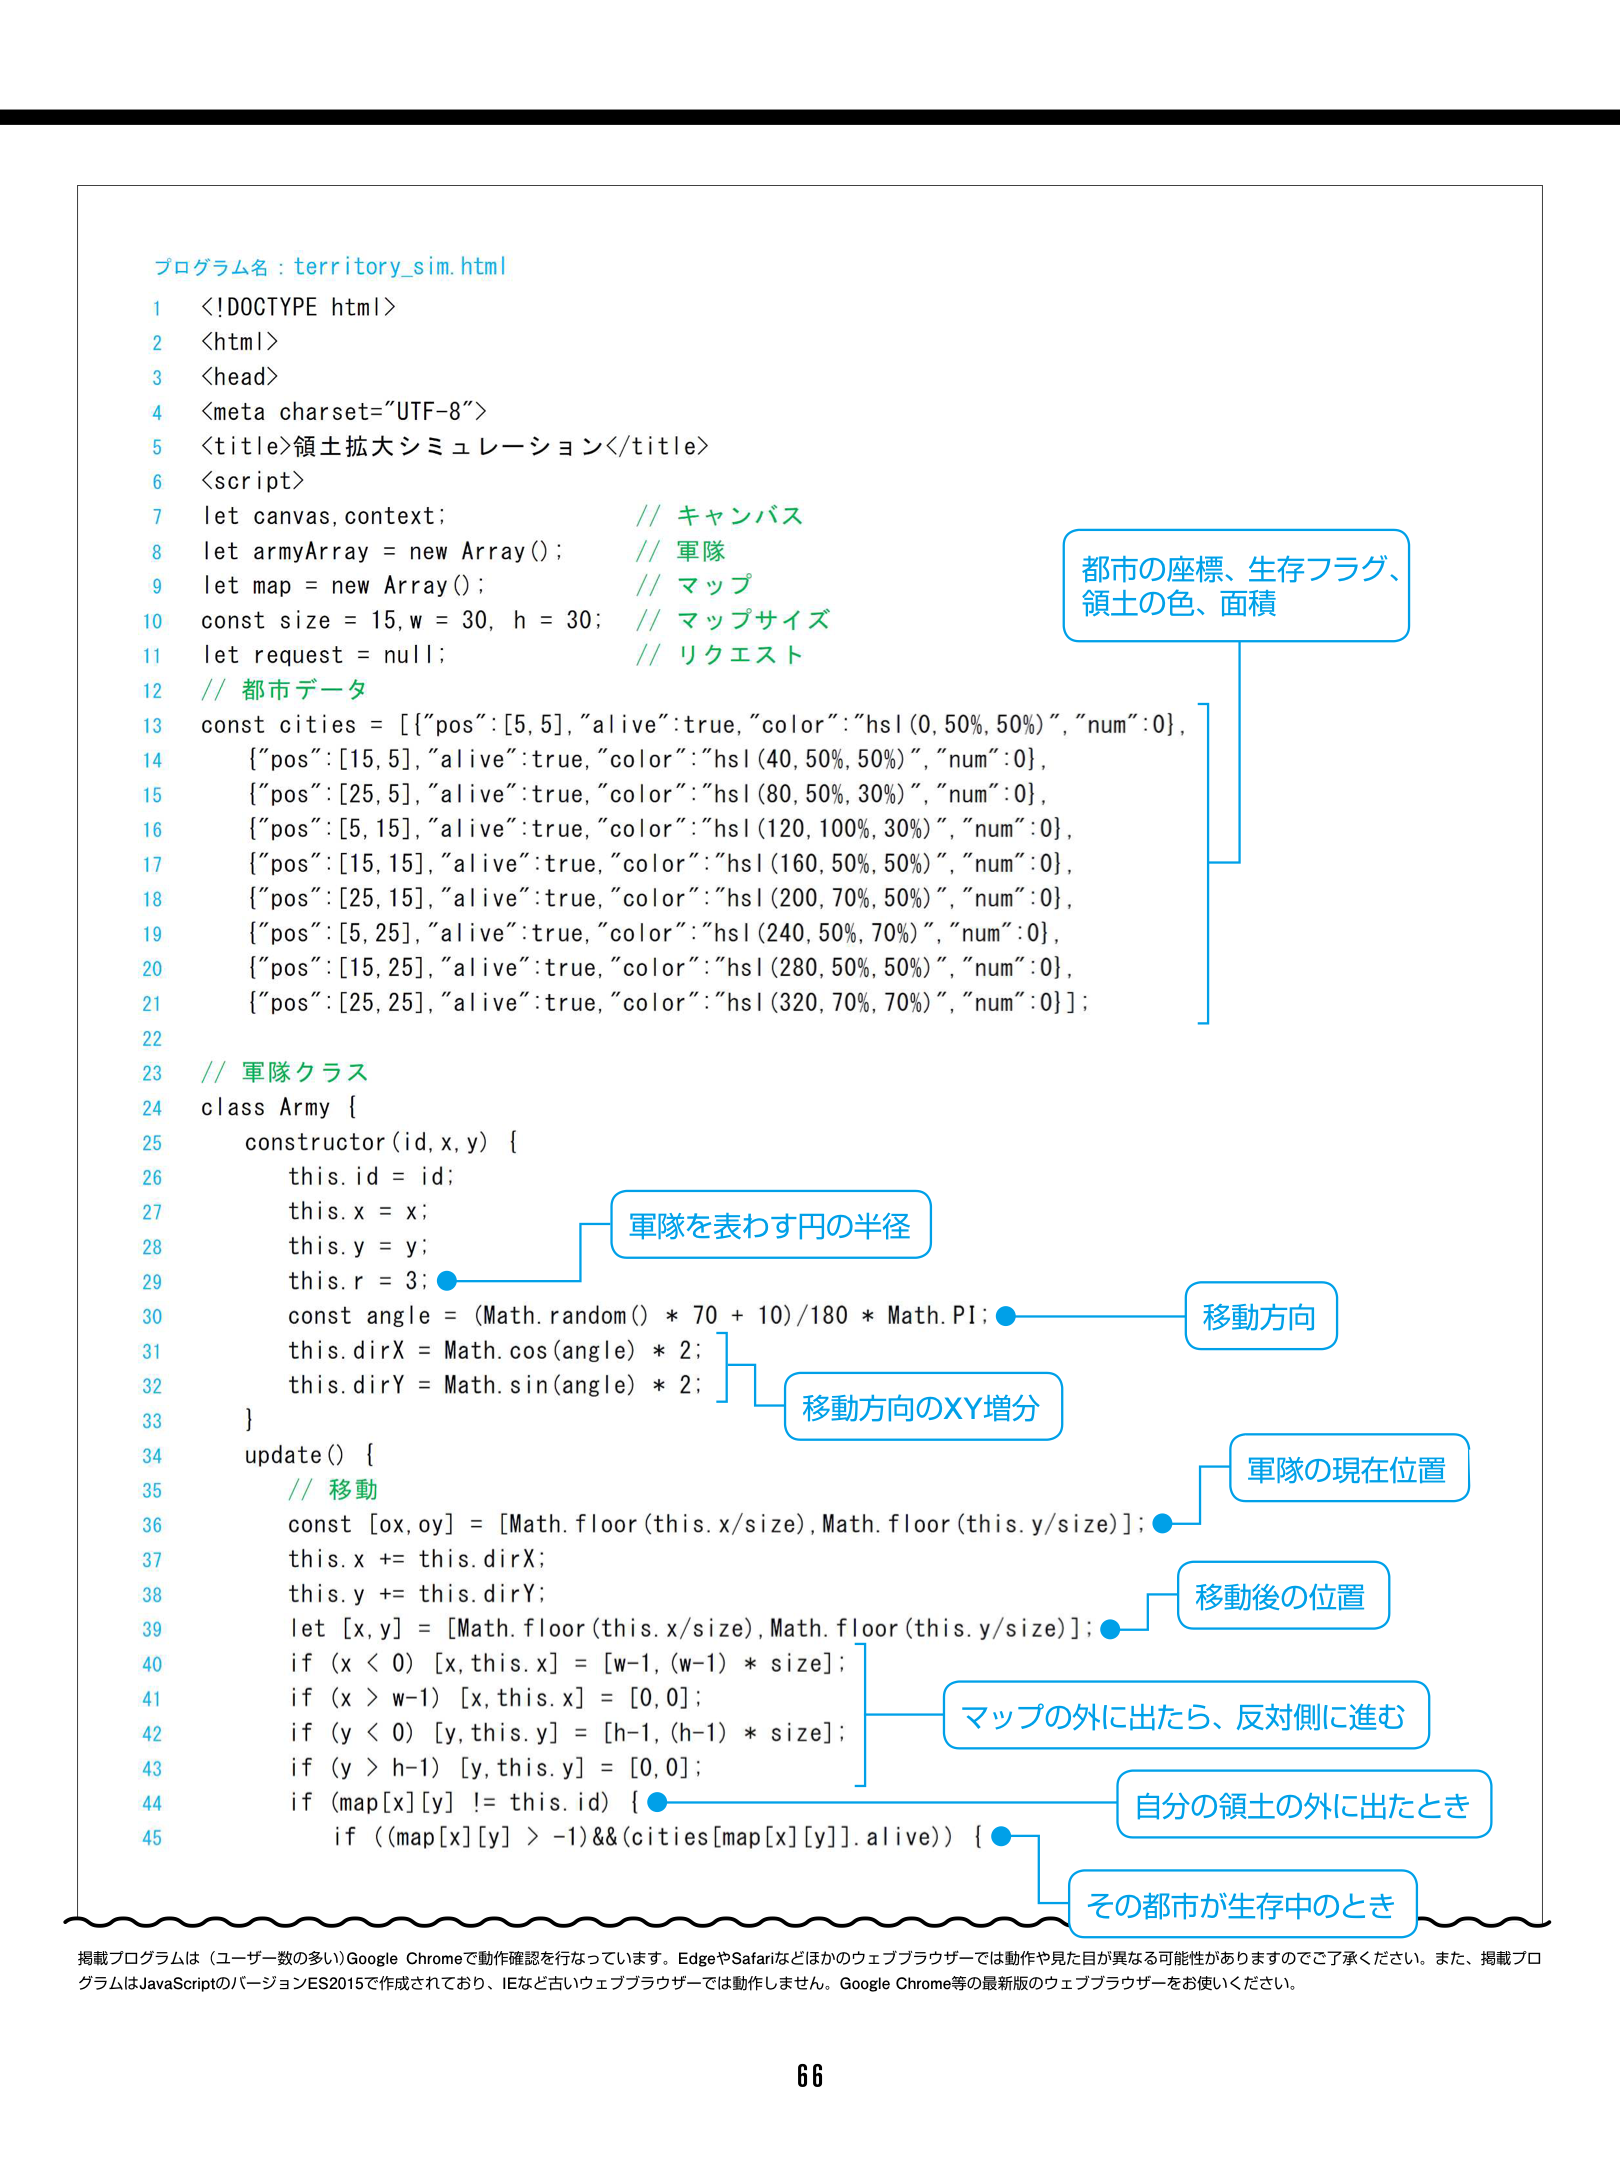 プログラム名：territory_sim.html
1 <!DOCTYPE html>
2 <html>
3 <head>
4 <meta charset="UTF-8">
5 <title>領土拡大シミュレーション</title>
6 <script>
7 let canvas,context; // キャンバス
8 let armyArray = new Array(); // 軍隊
9 let map = new Array(); // マップ
10 const size = 15,w = 30, h = 30; // マップサイズ
11 let request = null; // リクエスト
12 // 都市データ
都市の座標、生存フラグ、
領土の色、面積
13 const cities = [{"pos":[5,5],"alive":true,"color":"hsl(0,50%,50%)","num":0},
14 {"pos":[15,5],"alive":true,"color":"hsl(40,50%,50%)","num":0},
15 {"pos":[25,5],"alive":true,"color":"hsl(80,50%,30%)","num":0},
16 {"pos":[5,15],"alive":true,"color":"hsl(120,100%,30%)","num":0},
17 {"pos":[15,15],"alive":true,"color":"hsl(160,50%,50%)","num":0},
18 {"pos":[25,15],"alive":true,"color":"hsl(200,70%,50%)","num":0},
19 {"pos":[5,25],"alive":true,"color":"hsl(240,50%,70%)","num":0},
20 {"pos":[15,25],"alive":true,"color":"hsl(280,50%,50%)","num":0},
21 {"pos":[25,25],"alive":true,"color":"hsl(320,70%,70%)","num":0}];
22
23 // 軍隊クラス
24 class Army {
25 constructor(id,x,y) {
26 this.id = id;
27 this.x = x;
28 this.y = y;
29 this.r = 3;
軍隊を表わす円の半径
30 const angle = (Math.random() * 70 + 10)/180 * Math.PI;
移動方向
31 this.dirX = Math.cos(angle) * 2;
32 this.dirY = Math.sin(angle) * 2;
移動方向のXY増分
33 }
34 update() {
35 // 移動
36 const [ox,oy] = [Math.floor(this.x/size),Math.floor(this.y/size)];
軍隊の現在位置
37 this.x += this.dirX;
38 this.y += this.dirY;
39 let [x,y] = [Math.floor(this.x/size),Math.floor(this.y/size)];
移動後の位置
40 if (x < 0) [x,this.x] = [w-1,(w-1) * size];
41 if (x > w-1) [x,this.x] = [0,0];
42 if (y < 0) [y,this.y] = [h-1,(h-1) * size];
43 if (y > h-1) [y,this.y] = [0,0];
マップの外に出たら、反対側に進む
44 if (map[x][y] != this.id) {
自分の領土の外に出たとき
45 if ((map[x][y] > -1)&&(cities[map[x][y]].alive)) {
その都市が生存中のとき
掲載プログラムは（ユーザー数の多い)Google Chromeで動作確認を行なっています。EdgeやSafariなどほかのウェブブラウザーでは動作や見た目が異なる可能性がありますのでご了承ください。また、掲載プロ
グラムはJavaScriptのバージョンES2015で作成されており、IEなど古いウェブブラウザーでは動作しません。Google Chrome等の最新版のウェブブラウザーをお使いください。
66